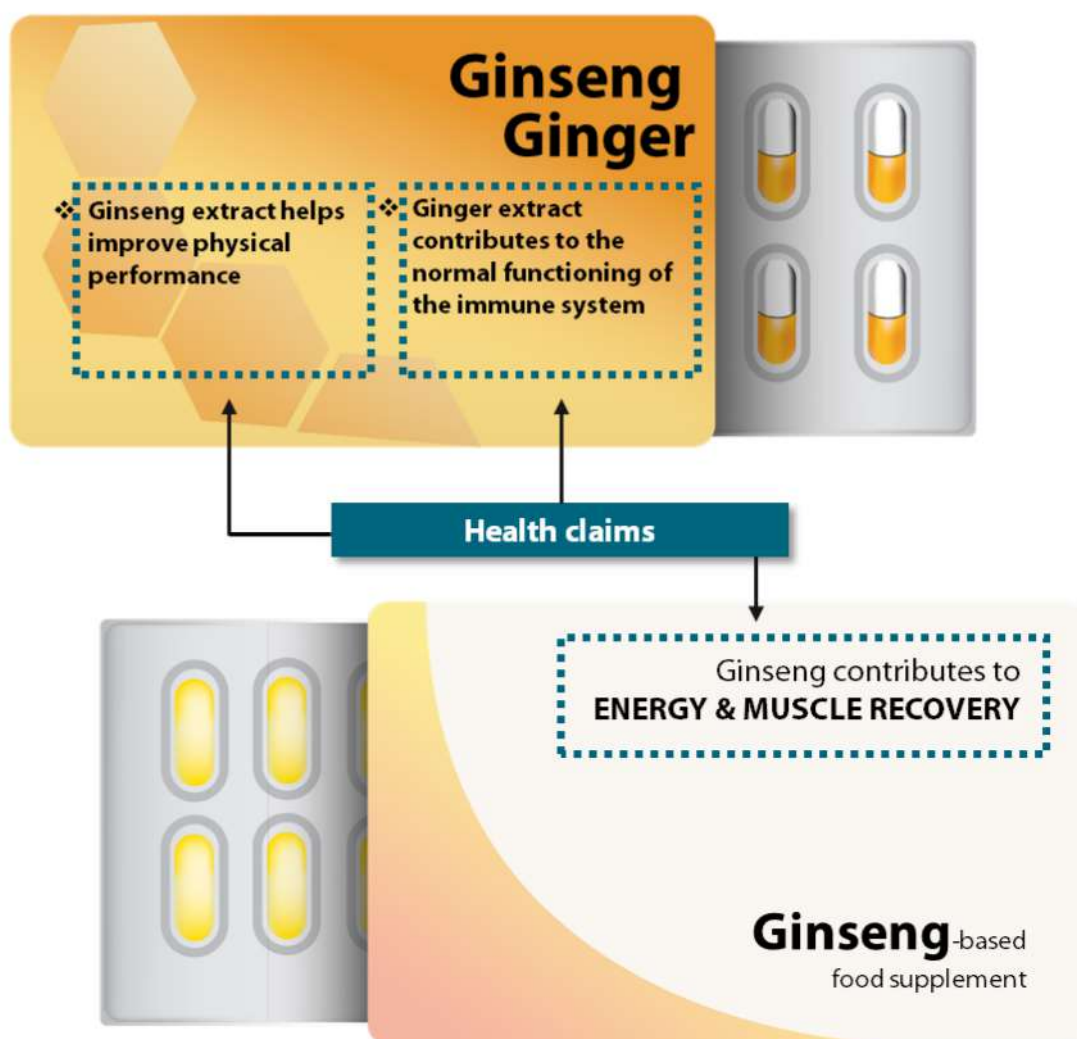 Ginseng
Ginger
❖ Ginseng extract helps
improve physical
performance
❖ Ginger extract
contributes to the
normal functioning of
the immune system
Health claims
Ginseng contributes to
ENERGY & MUSCLE RECOVERY
Ginseng-based
food supplement